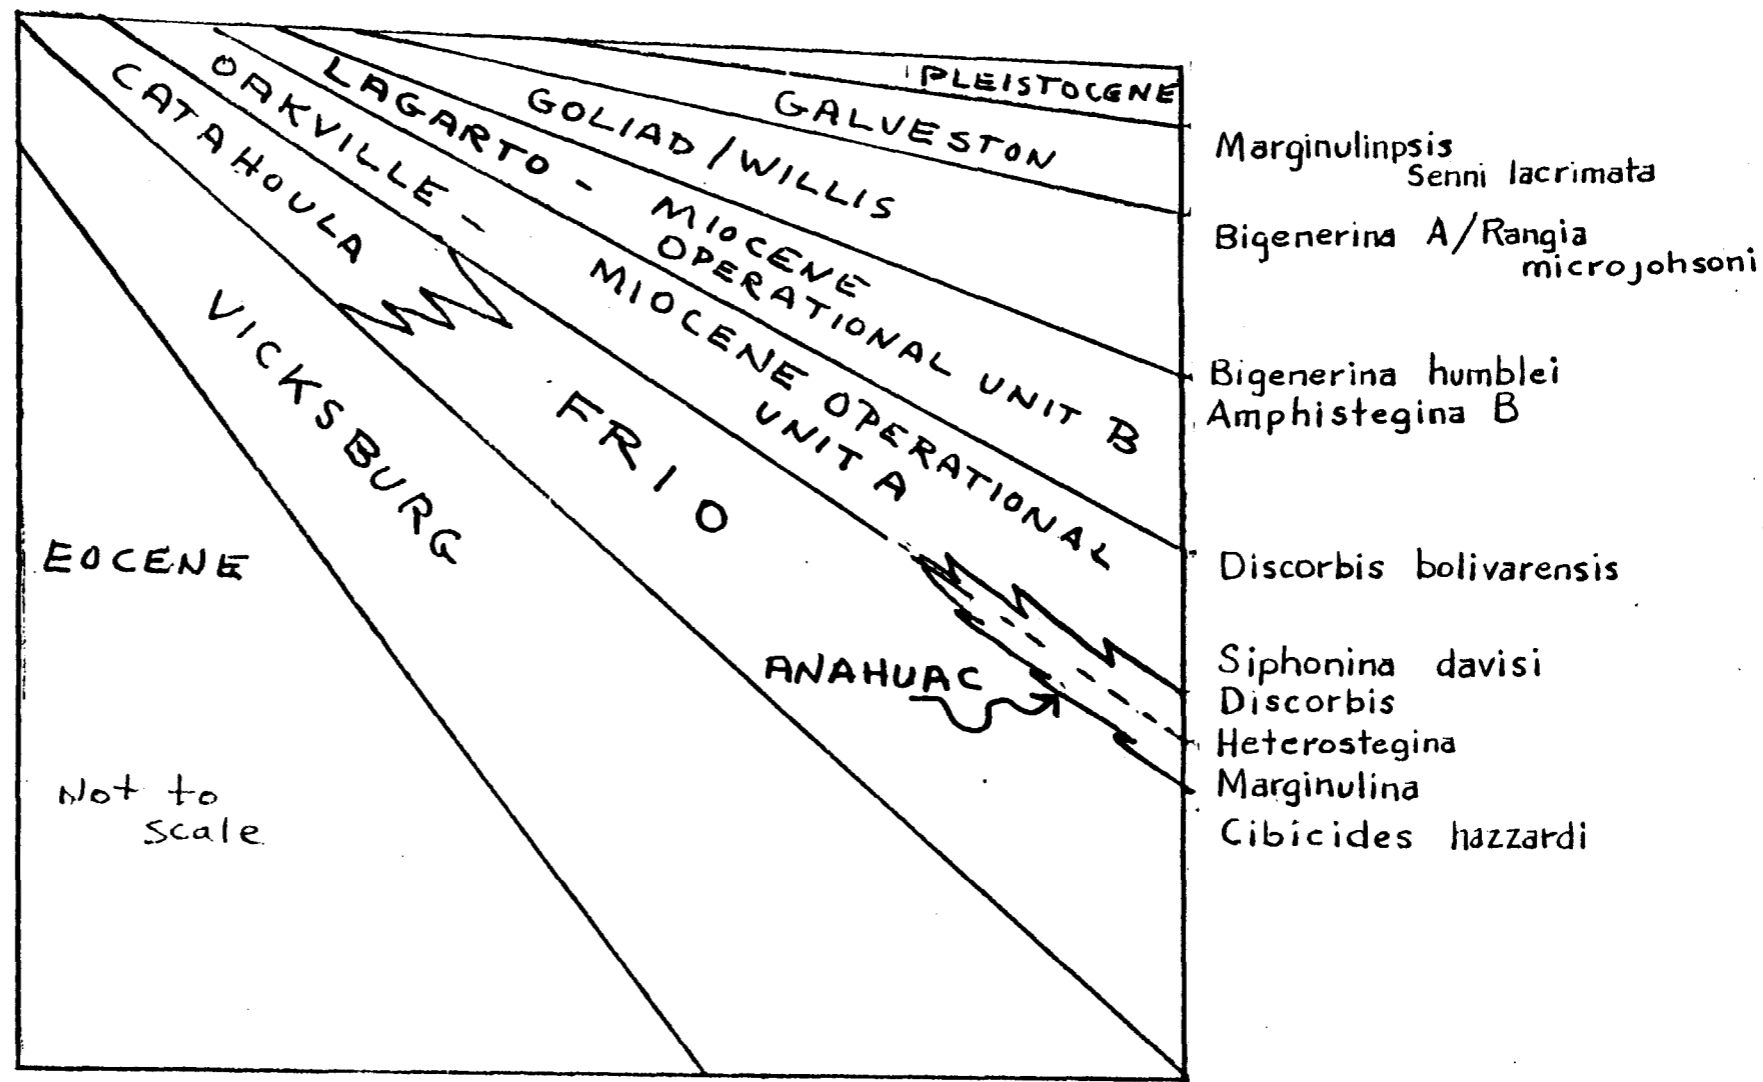 PLEISTOCENE
GALVESTON
GOLIAD / WILLIS
LAGARTO - MIOCENE
OPERATIONAL UNIT B
OAKVILLE - MIOCENE OPERATIONAL
UNIT A
CATAHOULA
FRIO
VICKSBURG
ANAHUAC
EOCENE
Not to
scale
Marginulinpsis
Senni lacrimata
Bigenerina A/Rangia
microjohsoni
Bigenerina humblei
Amphistegina B
Discorbis bolivarensis
Siphonina davisi
Discorbis
Heterostegina
Marginulina
Cibicides hazzardi